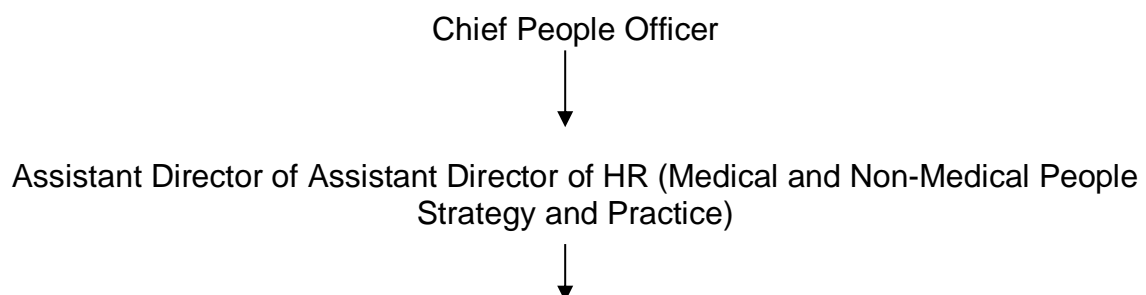 Chief People Officer
Assistant Director of Assistant Director of HR (Medical and Non-Medical People
Strategy and Practice)